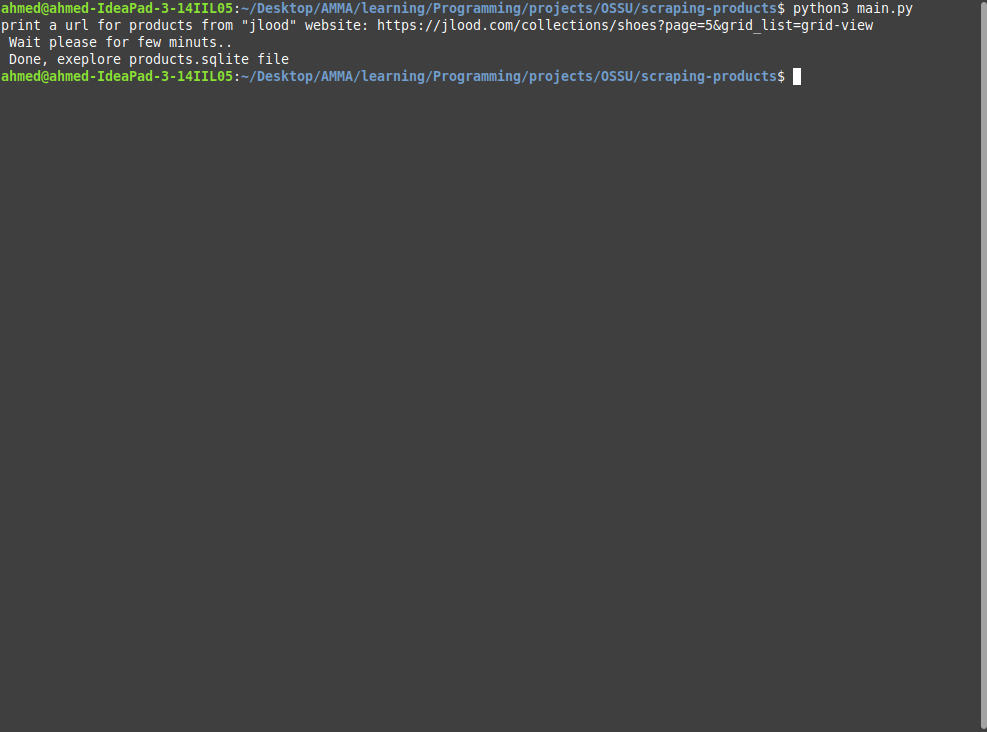 ahmed@ahmed-IdeaPad-3-14IIL05:~/Desktop/AMMA/learning/Programming/projects/OSSU/scraping-products$ python3 main.py
print a url for products from "jlood" website: https://jlood.com/collections/shoes?page=5&grid_list=grid-view
 Wait please for few minuts..
 Done, exeplore products.sqlite file
ahmed@ahmed-IdeaPad-3-14IIL05:~/Desktop/AMMA/learning/Programming/projects/OSSU/scraping-products$